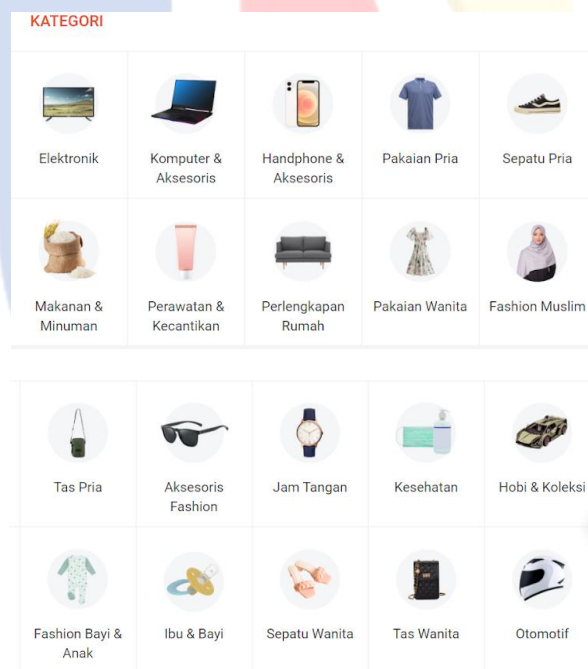 KATEGORI
Elektronik
Komputer &
Aksesoris
Handphone &
Aksesoris
Pakaian Pria
Sepatu Pria
Makanan &
Minuman
Perawatan &
Kecantikan
Perlengkapan
Rumah
Pakaian Wanita
Fashion Muslim
Tas Pria
Aksesoris
Fashion
Jam Tangan
Kesehatan
Hobi & Koleksi
Fashion Bayi &
Anak
Ibu & Bayi
Sepatu Wanita
Tas Wanita
Otomotif